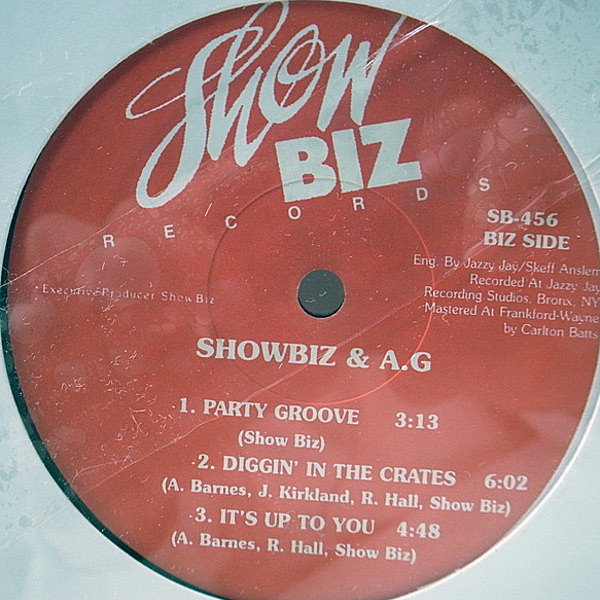 Show
BIZ
RECORDS
SB-456
BIZ SIDE
Eng. By Jazzy Jay/Skeff Anslem
Recorded At Jazzy Jay
Recording Studios, Bronx, NY
Mastered At Frankford-Wayne
by Carlton Batts
Executive Producer Show Biz
SHOWBIZ & A.G
1. PARTY GROOVE 3:13
(Show Biz)
2. DIGGIN' IN THE CRATES 6:02
(A. Barnes, J. Kirkland, R. Hall, Show Biz)
3. IT'S UP TO YOU 4:48
(A. Barnes, R. Hall, Show Biz)